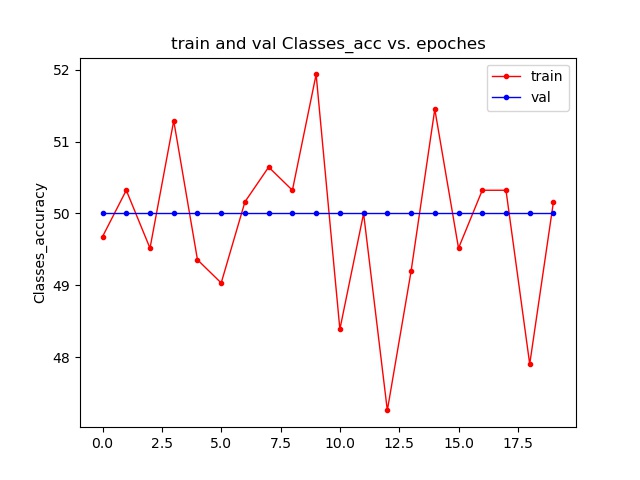 train and val Classes_acc vs. epoches
train
val
Classes_accuracy
52
51
50
49
48
0.0 2.5 5.0 7.5 10.0 12.5 15.0 17.5